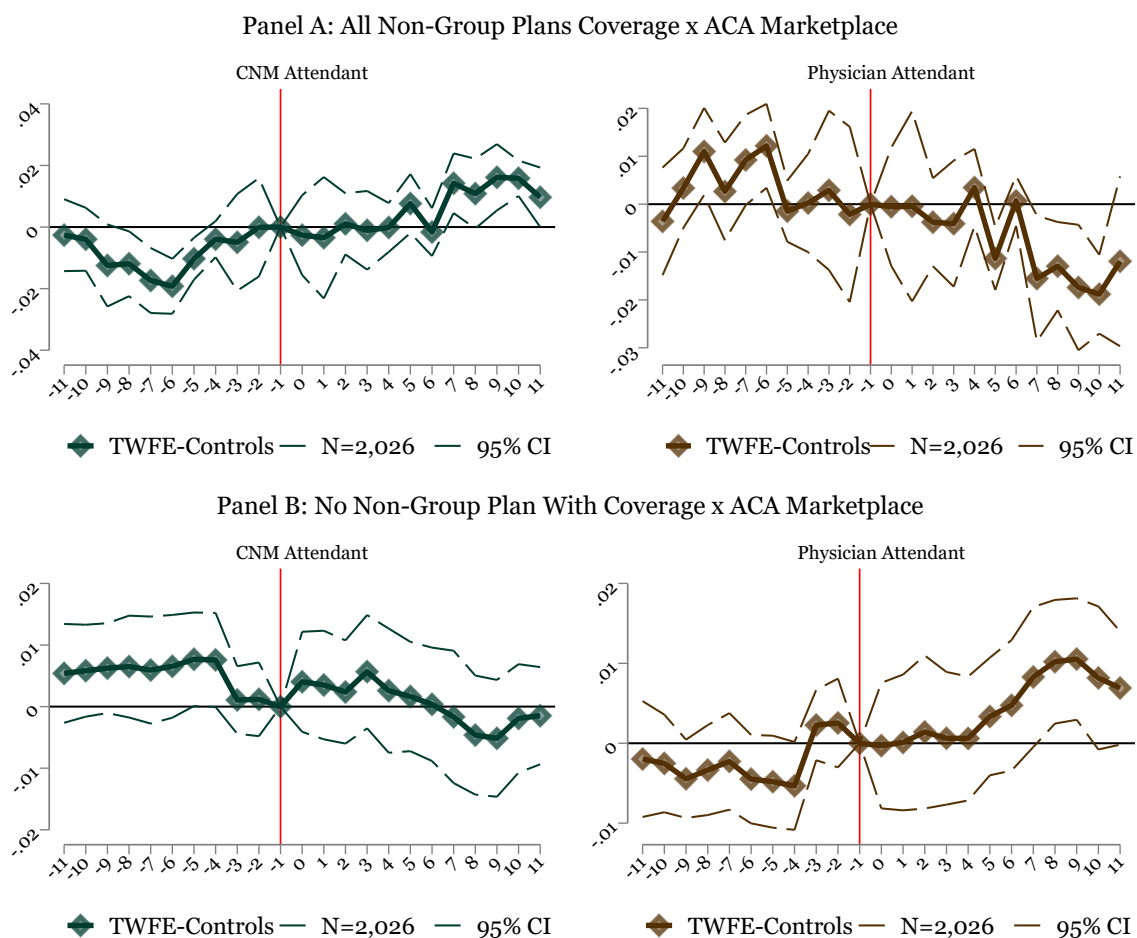 Panel A: All Non-Group Plans Coverage x ACA Marketplace
CNM Attendant
.04
.02
0
-.02
-.04
-11 -10 -9 -8 -7 -6 -5 -4 -3 -2 -1 0 1 2 3 4 5 6 7 8 9 10 11
TWFE-Controls N=2,026 95% CI
Physician Attendant
.02
.01
0
-.01
-.02
-.03
-11 -10 -9 -8 -7 -6 -5 -4 -3 -2 -1 0 1 2 3 4 5 6 7 8 9 10 11
TWFE-Controls N=2,026 95% CI
Panel B: No Non-Group Plan With Coverage x ACA Marketplace
CNM Attendant
.02
.01
0
-.01
-.02
-11 -10 -9 -8 -7 -6 -5 -4 -3 -2 -1 0 1 2 3 4 5 6 7 8 9 10 11
TWFE-Controls N=2,026 95% CI
Physician Attendant
.02
.01
0
-.01
-11 -10 -9 -8 -7 -6 -5 -4 -3 -2 -1 0 1 2 3 4 5 6 7 8 9 10 11
TWFE-Controls N=2,026 95% CI